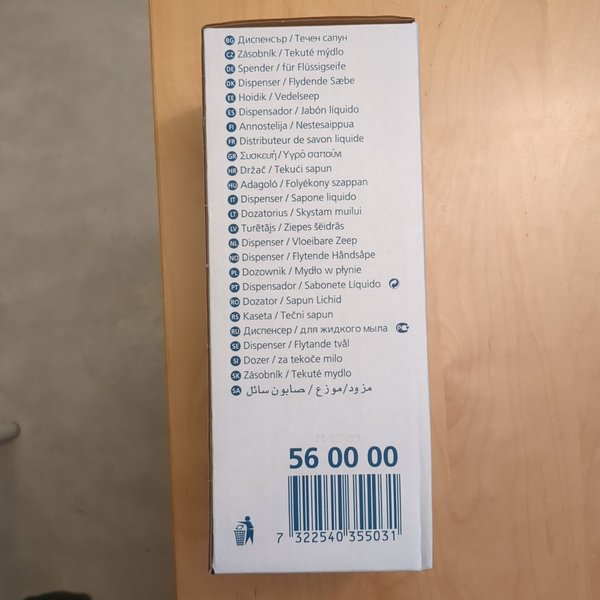 BG Диспенсър / Течен сапун
CZ Zásobník / Tekuté mýdlo
DE Spender / für Flüssigseife
DK Dispenser / Flydende Sæbe
EE Hoidik / Vedelseep
ES Dispensador / Jabón líquido
FI Annostelija / Nestesaippua
FR Distributeur de savon liquide
GR Συσκευή / Υγρό σαπούνι
HR Držač / Tekući sapun
HU Adagoló / Folyékony szappan
IT Dispenser / Sapone liquido
LT Dozatorius / Skystam muilui
LV Turētājs / Ziepes šēidrās
NL Dispenser / Vloeibare Zeep
NO Dispenser / Flytende Håndsåpe
PL Dozownik / Mydło w płynie
PT Dispensador / Sabonete Líquido
RO Dozator / Sapun Lichid
RS Kaseta / Tečni sapun
RU Диспенсер / для жидкого мыла
SE Dispenser / Flytande tvål
SI Dozer / za tekoče milo
SK Zásobník / Tekuté mydlo
SA مزود/موزع / صابون سائل
56 00 00
7 322540 355031